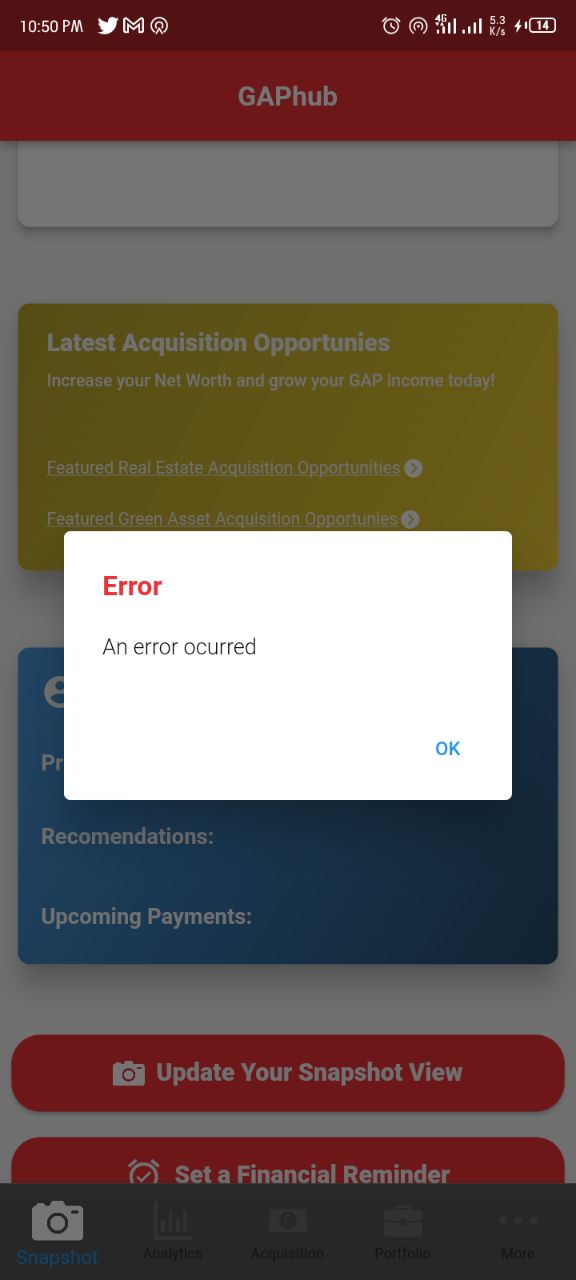 10:50 PM
4G
5.3
K/s
14
GAPhub
Latest Acquisition Opportunies
Increase your Net Worth and grow your GAP income today!
Featured Real Estate Acquisition Opportunities
Featured Green Asset Acquisition Opportunies
Error
An error ocurred
OK
Pr
Recomendations:
Upcoming Payments:
Update Your Snapshot View
Set a Financial Reminder
Snapshot
Analytics
Acquisition
Portfolio
More